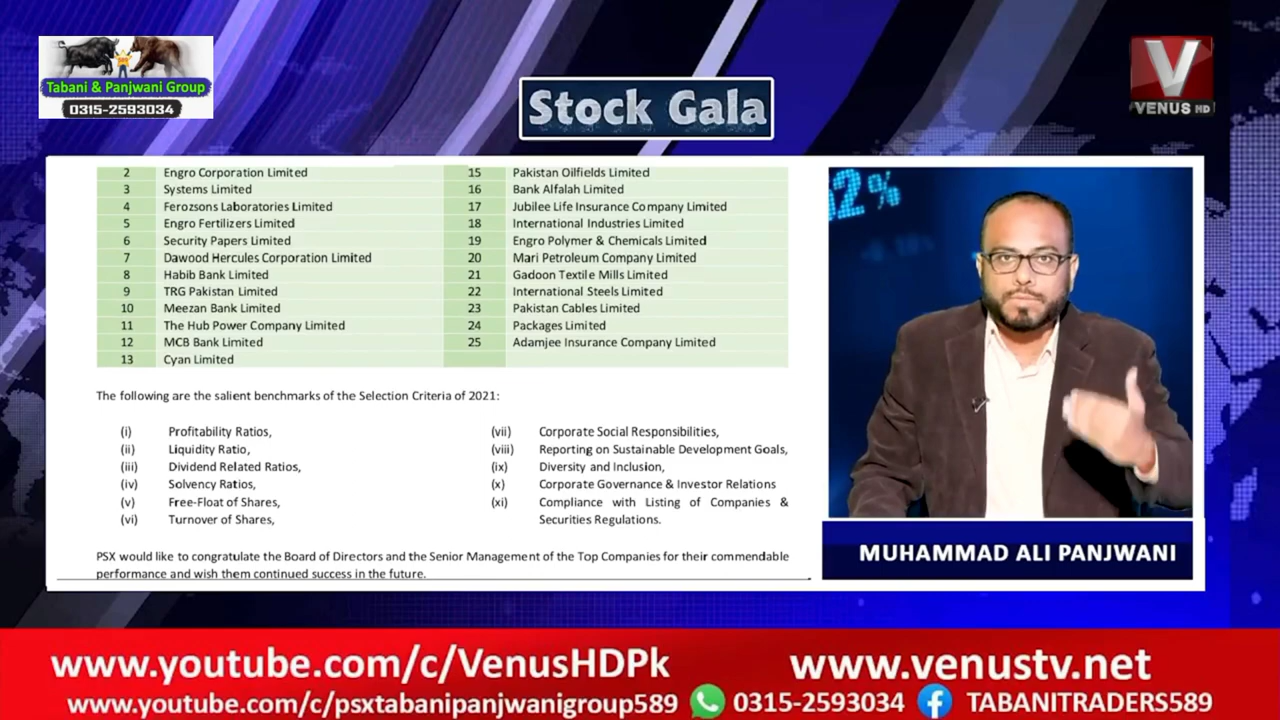 Tabani & Panjwani Group
0315-2593034
Stock Gala
V
VENUS HD
2 Engro Corporation Limited
3 Systems Limited
4 Ferozsons Laboratories Limited
5 Engro Fertilizers Limited
6 Security Papers Limited
7 Dawood Hercules Corporation Limited
8 Habib Bank Limited
9 TRG Pakistan Limited
10 Meezan Bank Limited
11 The Hub Power Company Limited
12 MCB Bank Limited
13 Cyan Limited
15 Pakistan Oilfields Limited
16 Bank Alfalah Limited
17 Jubilee Life Insurance Company Limited
18 International Industries Limited
19 Engro Polymer & Chemicals Limited
20 Mari Petroleum Company Limited
21 Gadoon Textile Mills Limited
22 International Steels Limited
23 Pakistan Cables Limited
24 Packages Limited
25 Adamjee Insurance Company Limited
The following are the salient benchmarks of the Selection Criteria of 2021:
(i) Profitability Ratios,
(ii) Liquidity Ratio,
(iii) Dividend Related Ratios,
(iv) Solvency Ratios,
(v) Free-Float of Shares,
(vi) Turnover of Shares,
(vii) Corporate Social Responsibilities,
(viii) Reporting on Sustainable Development Goals,
(ix) Diversity and Inclusion,
(x) Corporate Governance & Investor Relations
(xi) Compliance with Listing of Companies &
Securities Regulations.
PSX would like to congratulate the Board of Directors and the Senior Management of the Top Companies for their commendable
performance and wish them continued success in the future.
MUHAMMAD ALI PANJWANI
www.youtube.com/c/VenusHDPk
www.venustv.net
www.youtube.com/c/psxtabanipanjwanigroup589
0315-2593034
TABANITRADERS589